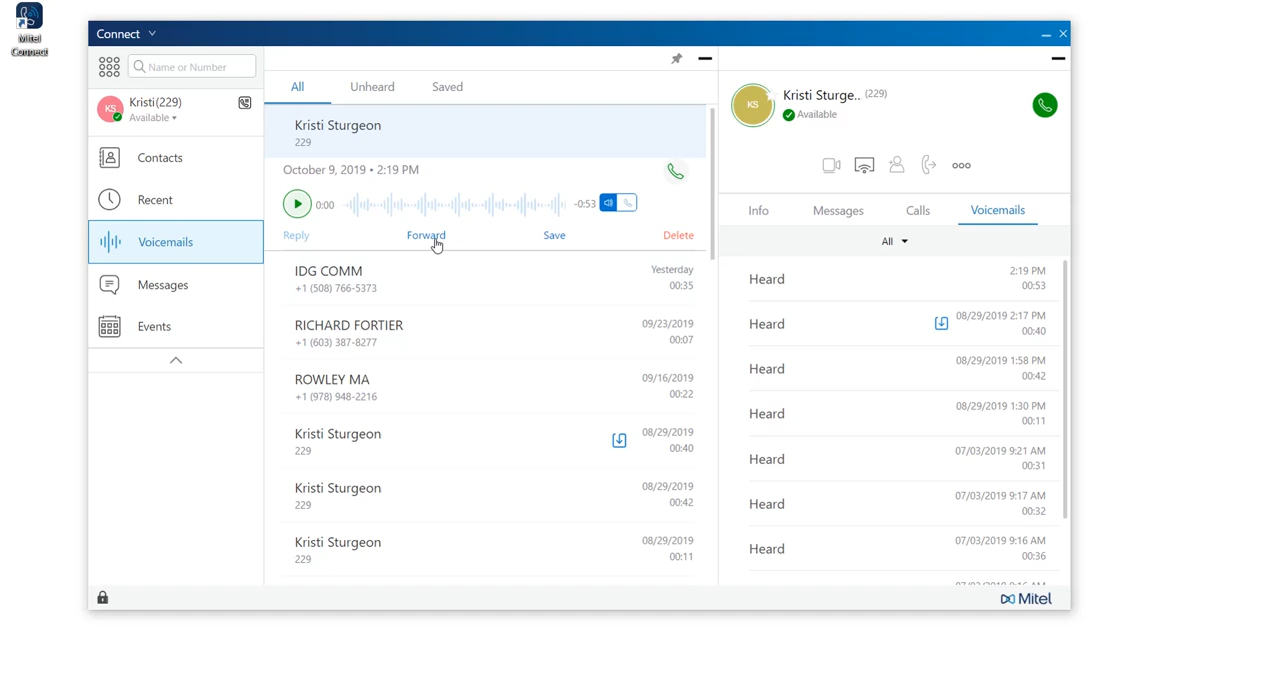 Mitel
Connect
Connect
Name or Number
KS
Kristi(229)
Available
Contacts
Recent
Voicemails
Messages
Events
All Unheard Saved
Kristi Sturgeon
229
October 9, 2019 • 2:19 PM
0:00 -0:53
Reply Forward Save Delete
IDG COMM Yesterday
+1 (508) 766-5373 00:35
RICHARD FORTIER 09/23/2019
+1 (603) 387-8277 00:07
ROWLEY MA 09/16/2019
+1 (978) 948-2216 00:22
Kristi Sturgeon 08/29/2019
229 00:40
Kristi Sturgeon 08/29/2019
229 00:42
Kristi Sturgeon 08/29/2019
229 00:11
KS
Kristi Sturge.. (229)
Available
Info Messages Calls Voicemails
All
Heard 2:19 PM
00:53
Heard 08/29/2019 2:17 PM
00:40
Heard 08/29/2019 1:58 PM
00:42
Heard 08/29/2019 1:30 PM
00:11
Heard 07/03/2019 9:21 AM
00:31
Heard 07/03/2019 9:17 AM
00:32
Heard 07/03/2019 9:16 AM
00:36
07/03/2019 9:16 AM
Mitel